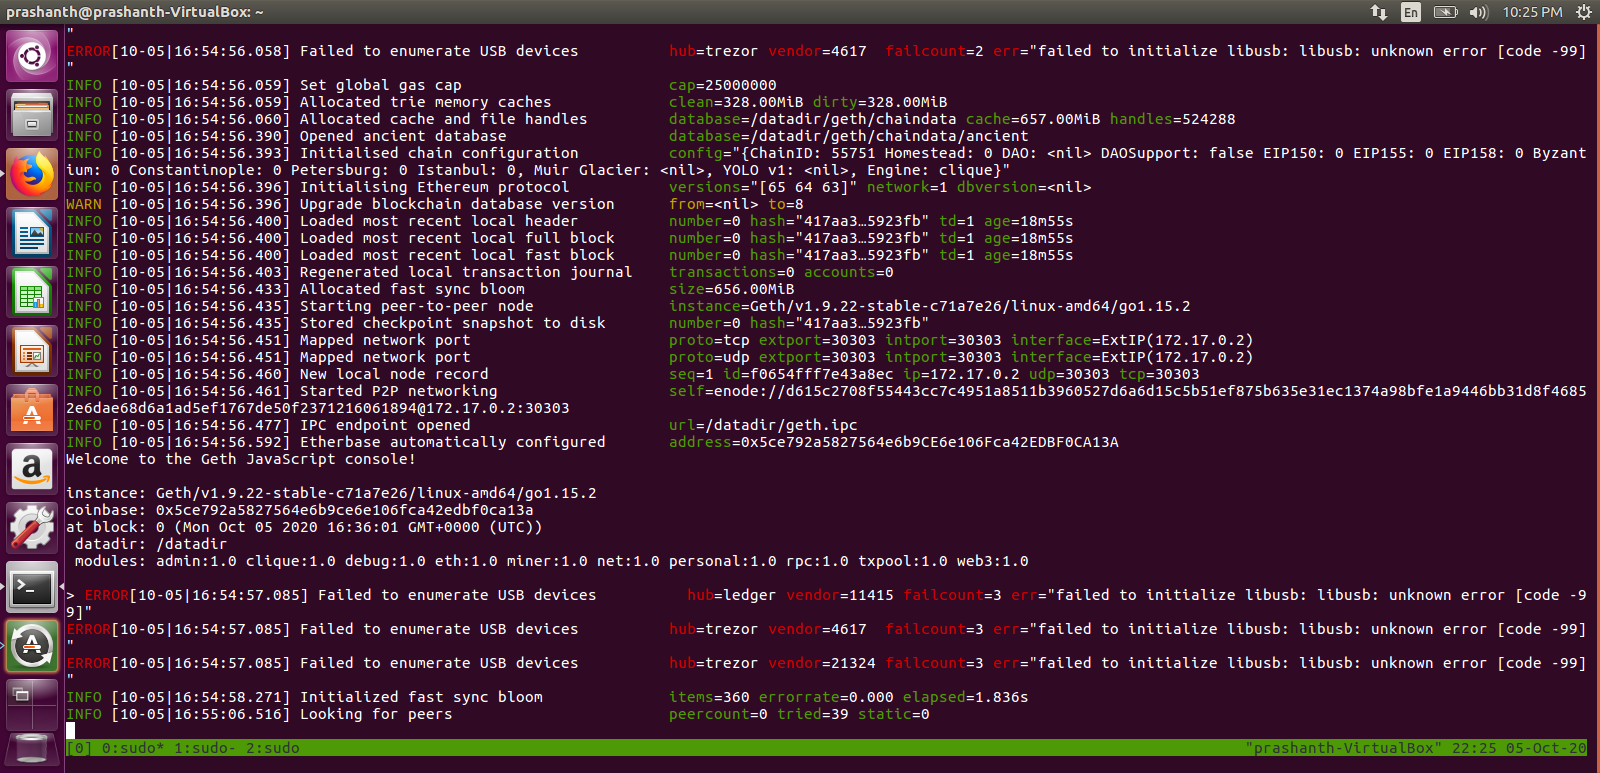 prashanth@prashanth-VirtualBox: ~
En
10:25 PM
"
ERROR[10-05|16:54:56.058] Failed to enumerate USB devices          hub=trezor vendor=4617  failcount=2 err="failed to initialize libusb: libusb: unknown error [code -99]
"
INFO [10-05|16:54:56.059] Set global gas cap                       cap=25000000
INFO [10-05|16:54:56.059] Allocated trie memory caches             clean=328.00MiB dirty=328.00MiB
INFO [10-05|16:54:56.060] Allocated cache and file handles         database=/datadir/geth/chaindata cache=657.00MiB handles=524288
INFO [10-05|16:54:56.390] Opened ancient database                  database=/datadir/geth/chaindata/ancient
INFO [10-05|16:54:56.393] Initialised chain configuration          config="{ChainID: 55751 Homestead: 0 DAO: <nil> DAOSupport: false EIP150: 0 EIP155: 0 EIP158: 0 Byzant
ium: 0 Constantinople: 0 Petersburg: 0 Istanbul: 0, Muir Glacier: <nil>, YOLO v1: <nil>, Engine: clique}"
INFO [10-05|16:54:56.396] Initialising Ethereum protocol           versions="[65 64 63]" network=1 dbversion=<nil>
WARN [10-05|16:54:56.396] Upgrade blockchain database version      from=<nil> to=8
INFO [10-05|16:54:56.400] Loaded most recent local header          number=0 hash="417aa3…5923fb" td=1 age=18m55s
INFO [10-05|16:54:56.400] Loaded most recent local full block      number=0 hash="417aa3…5923fb" td=1 age=18m55s
INFO [10-05|16:54:56.400] Loaded most recent local fast block      number=0 hash="417aa3…5923fb" td=1 age=18m55s
INFO [10-05|16:54:56.403] Regenerated local transaction journal    transactions=0 accounts=0
INFO [10-05|16:54:56.433] Allocated fast sync bloom                size=656.00MiB
INFO [10-05|16:54:56.435] Starting peer-to-peer node               instance=Geth/v1.9.22-stable-c71a7e26/linux-amd64/go1.15.2
INFO [10-05|16:54:56.435] Stored checkpoint snapshot to disk       number=0 hash="417aa3…5923fb"
INFO [10-05|16:54:56.451] Mapped network port                      proto=tcp extport=30303 intport=30303 interface=ExtIP(172.17.0.2)
INFO [10-05|16:54:56.451] Mapped network port                      proto=udp extport=30303 intport=30303 interface=ExtIP(172.17.0.2)
INFO [10-05|16:54:56.460] New local node record                    seq=1 id=f0654fff7e43a8ec ip=172.17.0.2 udp=30303 tcp=30303
INFO [10-05|16:54:56.461] Started P2P networking                   self=enode://d615c2708f55443cc7c4951a8511b3960527d6a6d15c5b51ef875b635e31ec1374a98bfe1a9446bb31d8f4685
2e6dae68d6a1ad5ef1767de50f2371216061894@172.17.0.2:30303
INFO [10-05|16:54:56.477] IPC endpoint opened                      url=/datadir/geth.ipc
INFO [10-05|16:54:56.592] Etherbase automatically configured       address=0x5ce792a5827564e6b9CE6e106Fca42EDBF0CA13A
Welcome to the Geth JavaScript console!
instance: Geth/v1.9.22-stable-c71a7e26/linux-amd64/go1.15.2
coinbase: 0x5ce792a5827564e6b9ce6e106fca42edbf0ca13a
at block: 0 (Mon Oct 05 2020 16:36:01 GMT+0000 (UTC))
 datadir: /datadir
 modules: admin:1.0 clique:1.0 debug:1.0 eth:1.0 miner:1.0 net:1.0 personal:1.0 rpc:1.0 txpool:1.0 web3:1.0
> ERROR[10-05|16:54:57.085] Failed to enumerate USB devices          hub=ledger vendor=11415 failcount=3 err="failed to initialize libusb: libusb: unknown error [code -9
9]"
ERROR[10-05|16:54:57.085] Failed to enumerate USB devices          hub=trezor vendor=4617  failcount=3 err="failed to initialize libusb: libusb: unknown error [code -99]
"
ERROR[10-05|16:54:57.085] Failed to enumerate USB devices          hub=trezor vendor=21324 failcount=3 err="failed to initialize libusb: libusb: unknown error [code -99]
"
INFO [10-05|16:54:58.271] Initialized fast sync bloom              items=360 errorrate=0.000 elapsed=1.836s
INFO [10-05|16:55:06.516] Looking for peers                        peercount=0 tried=39 static=0
[0] 0:sudo* 1:sudo- 2:sudo                                         "prashanth-VirtualBox" 22:25 05-Oct-20